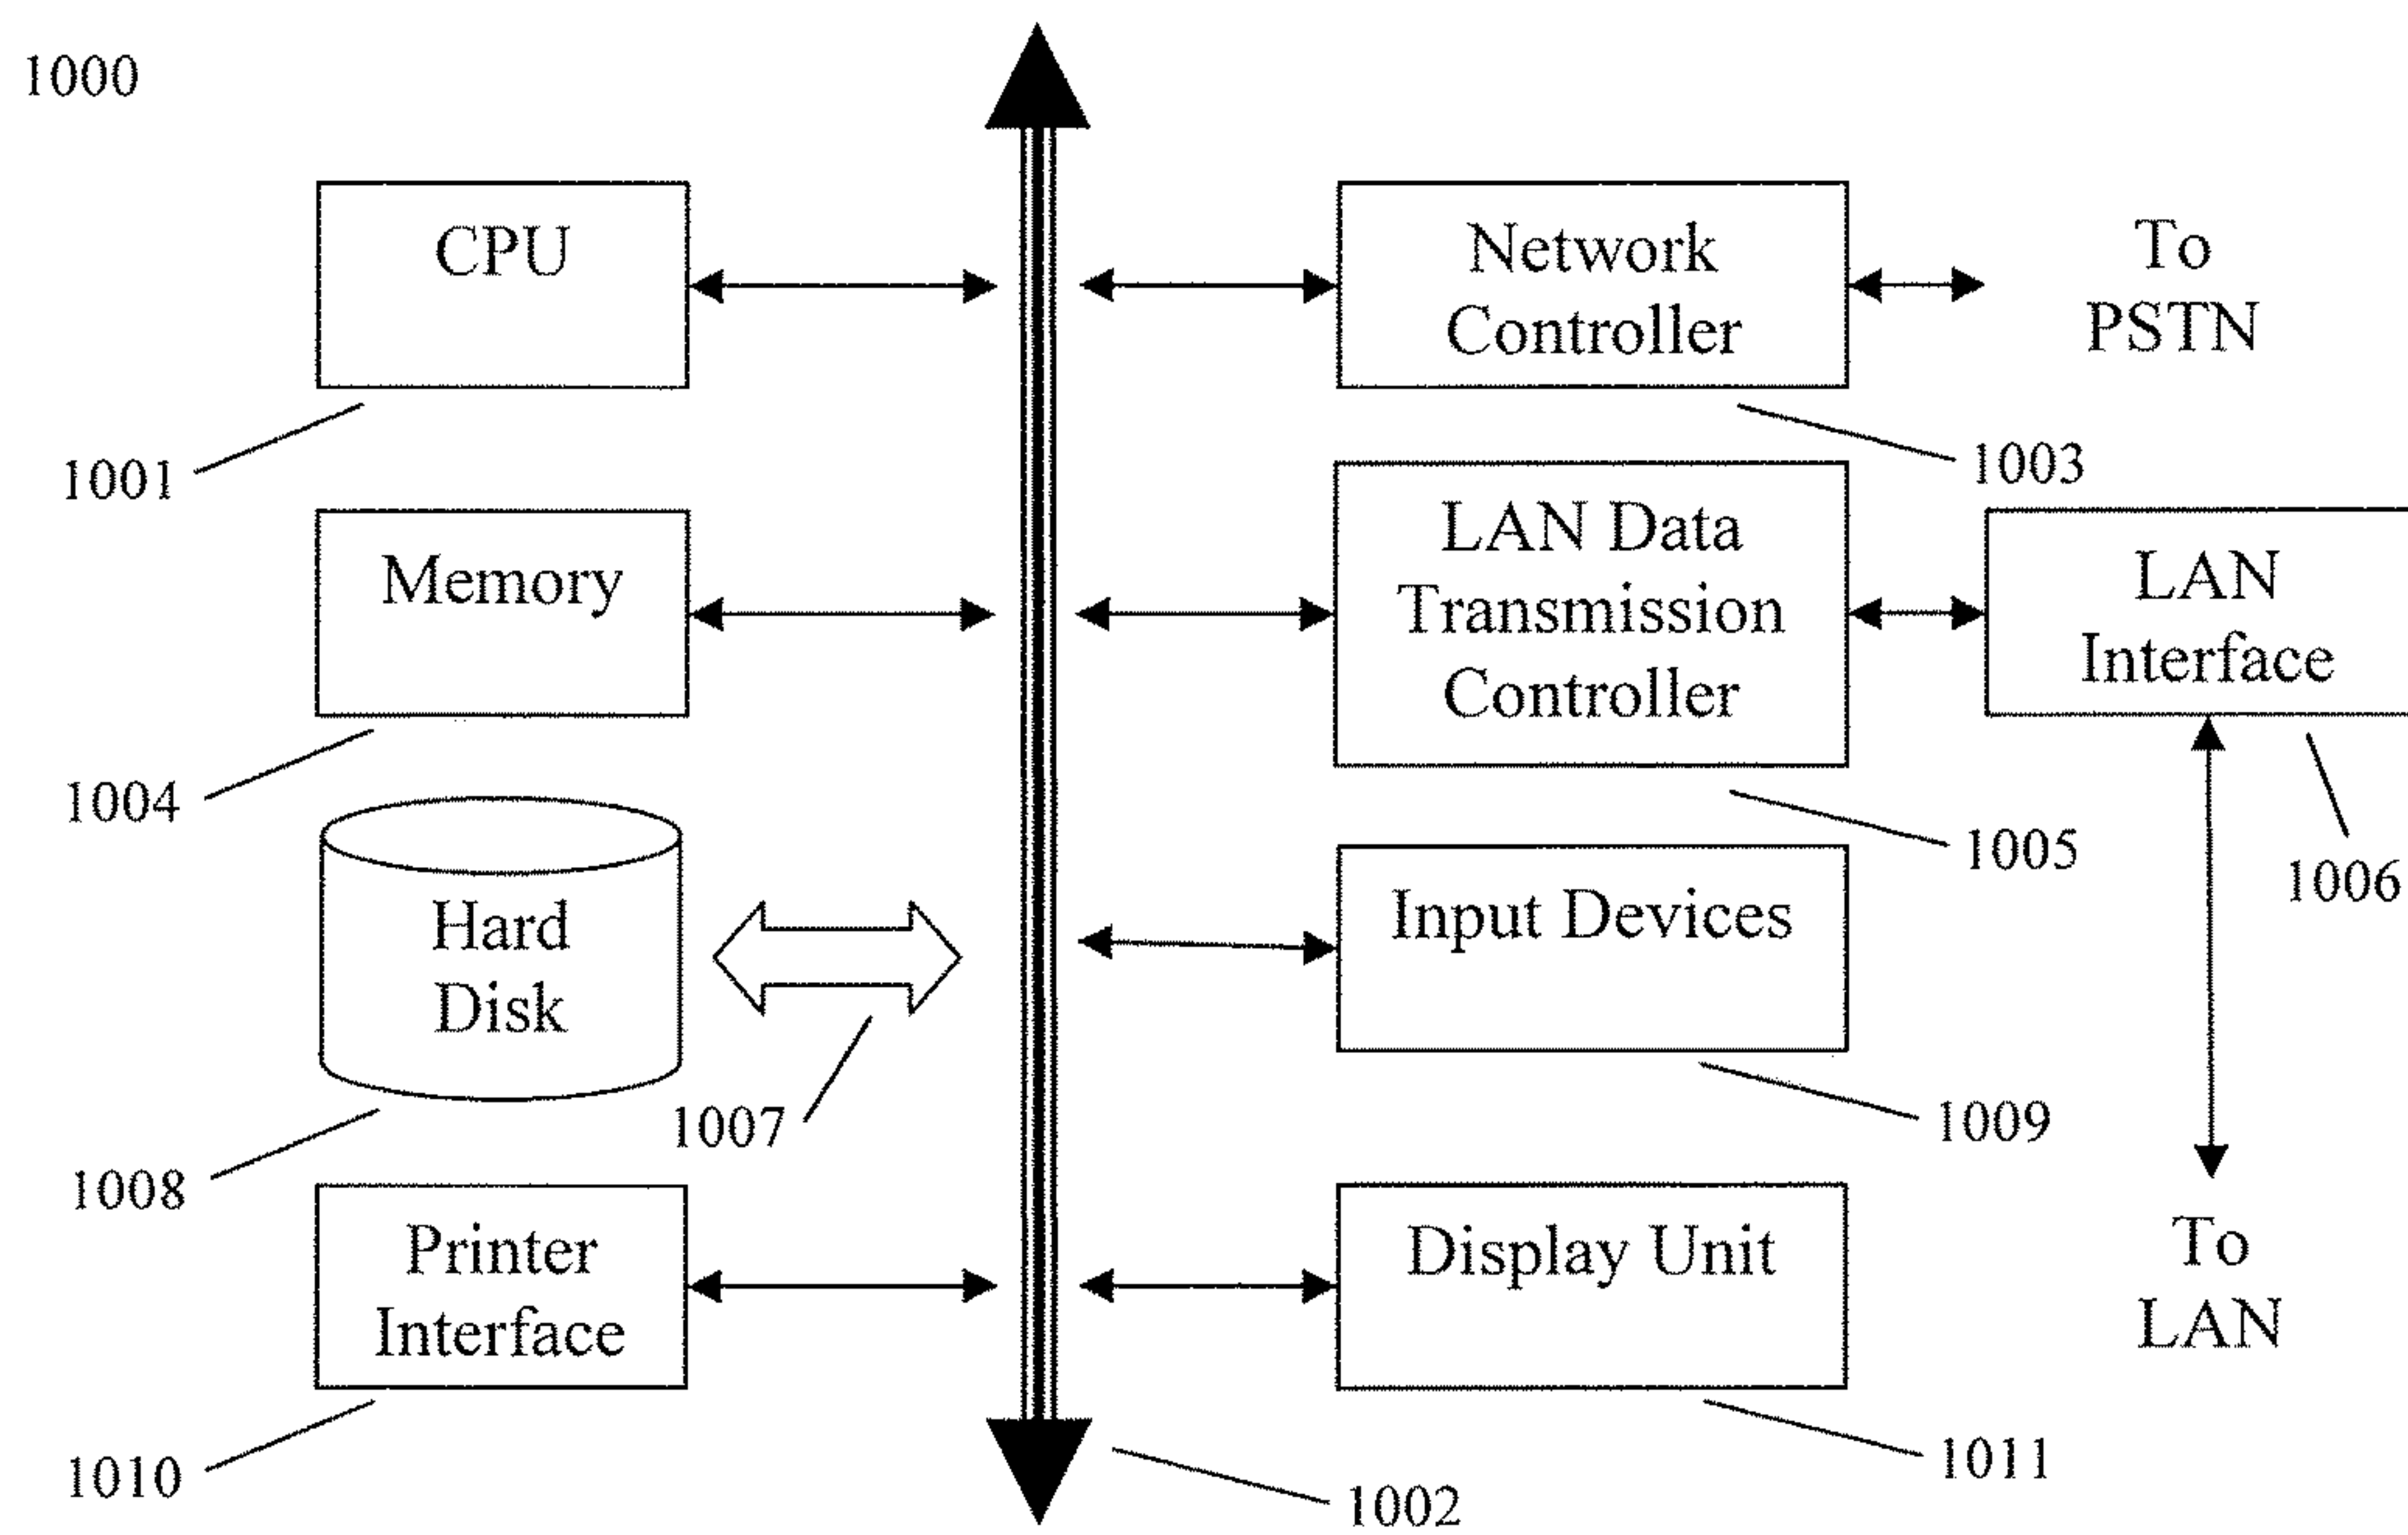 1000
CPU
1001
Network
Controller
To
PSTN
1003
Memory
1004
LAN Data
Transmission
Controller
1005
LAN
Interface
1006
Hard
Disk
1007
1008
Input Devices
1009
Printer
Interface
1010
Display Unit
1011
To
LAN
1002